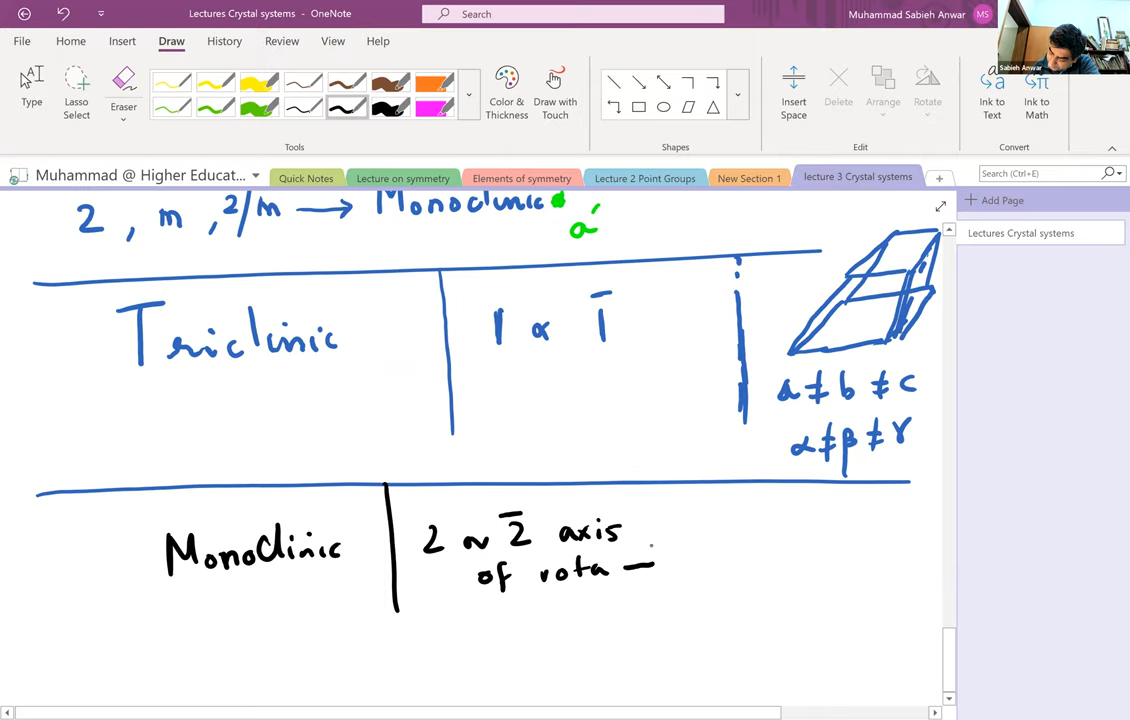 Lectures Crystal systems - OneNote
Search
Muhammad Sabieh Anwar MS
File Home Insert Draw History Review View Help
Sabieh Anwar
Type
Lasso Select
Eraser
Color & Thickness
Draw with Touch
Insert Space
Delete
Arrange
Rotate
Ink to Text
Ink to Math
Tools
Shapes
Edit
Convert
Muhammad @ Higher Educat...
Quick Notes
Lecture on symmetry
Elements of symmetry
Lecture 2 Point Groups
New Section 1
lecture 3 Crystal systems
Search (Ctrl+E)
Add Page
Lectures Crystal systems
2, m, 2/m → Monoclinic
a'
Triclinic
1 or 1̅
a ≠ b ≠ c
α ≠ β ≠ γ
Monoclinic
2 or 2̅ axis
of rota —